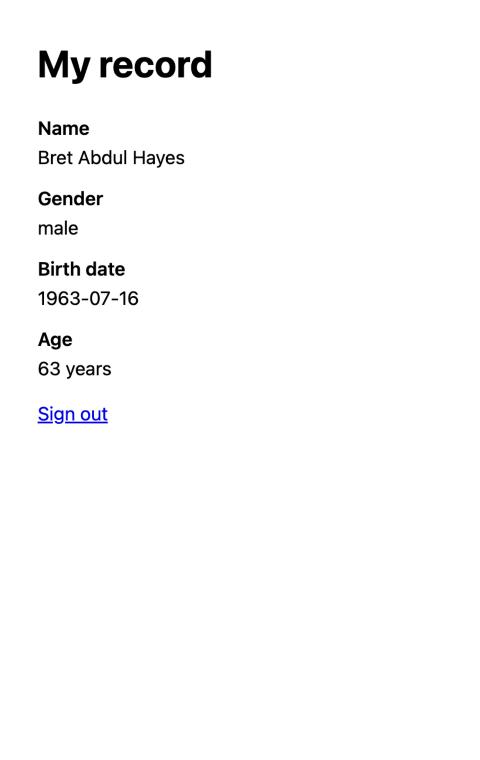 My record
Name
Bret Abdul Hayes
Gender
male
Birth date
1963-07-16
Age
63 years
Sign out